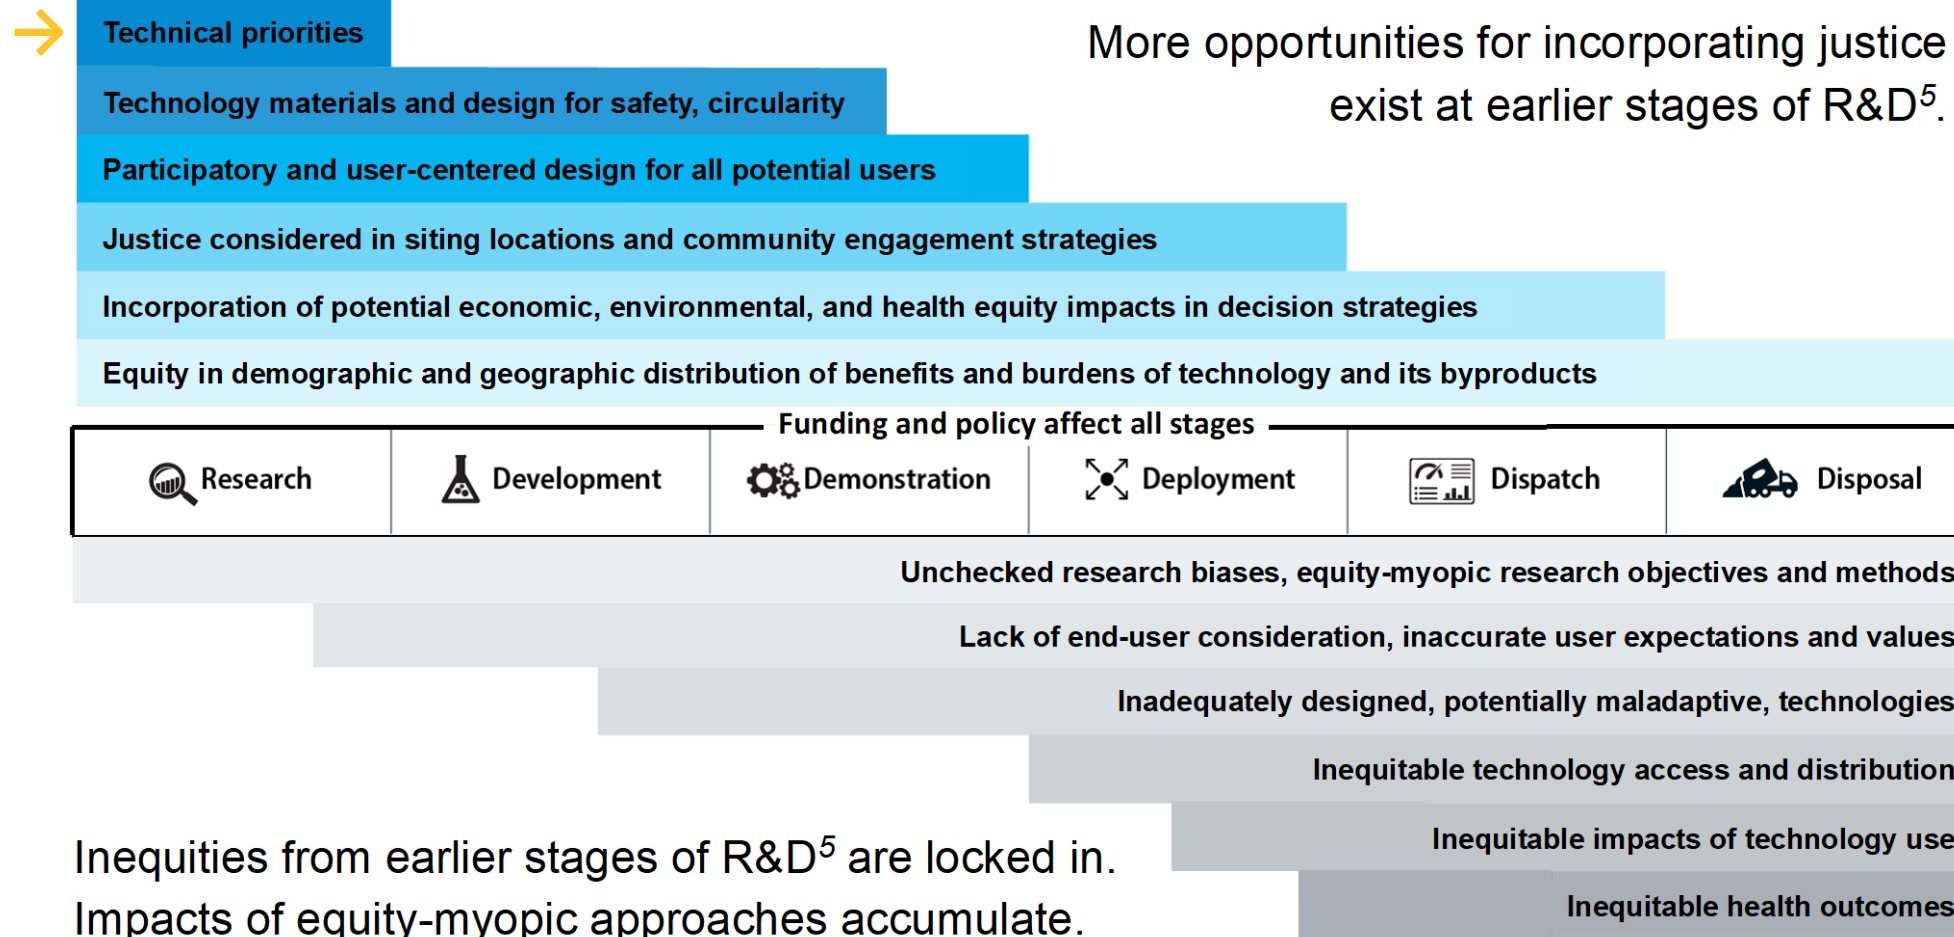 Technical priorities
More opportunities for incorporating justice
exist at earlier stages of R&D⁵.
Technology materials and design for safety, circularity
Participatory and user-centered design for all potential users
Justice considered in siting locations and community engagement strategies
Incorporation of potential economic, environmental, and health equity impacts in decision strategies
Equity in demographic and geographic distribution of benefits and burdens of technology and its byproducts
Funding and policy affect all stages
Research
Development
Demonstration
Deployment
Dispatch
Disposal
Unchecked research biases, equity-myopic research objectives and methods
Lack of end-user consideration, inaccurate user expectations and values
Inadequately designed, potentially maladaptive, technologies
Inequitable technology access and distribution
Inequitable impacts of technology use
Inequitable health outcomes
Inequities from earlier stages of R&D⁵ are locked in.
Impacts of equity-myopic approaches accumulate.